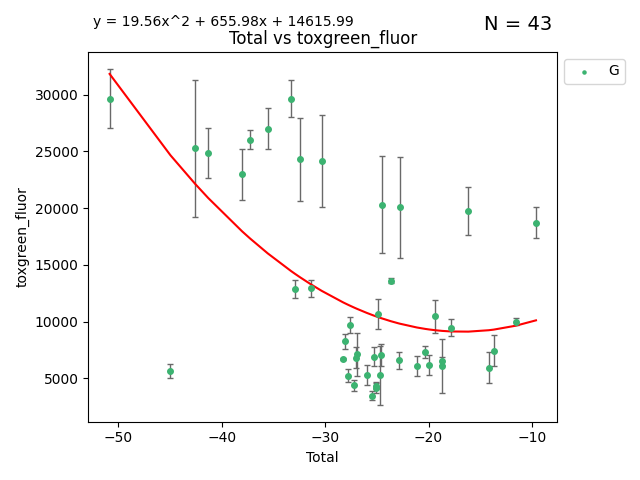 y = 19.56x^2 + 655.98x + 14615.99
N = 43
Total vs toxgreen_fluor
G
toxgreen_fluor
30000
25000
20000
15000
10000
5000
−50
−40
−30
−20
−10
Total